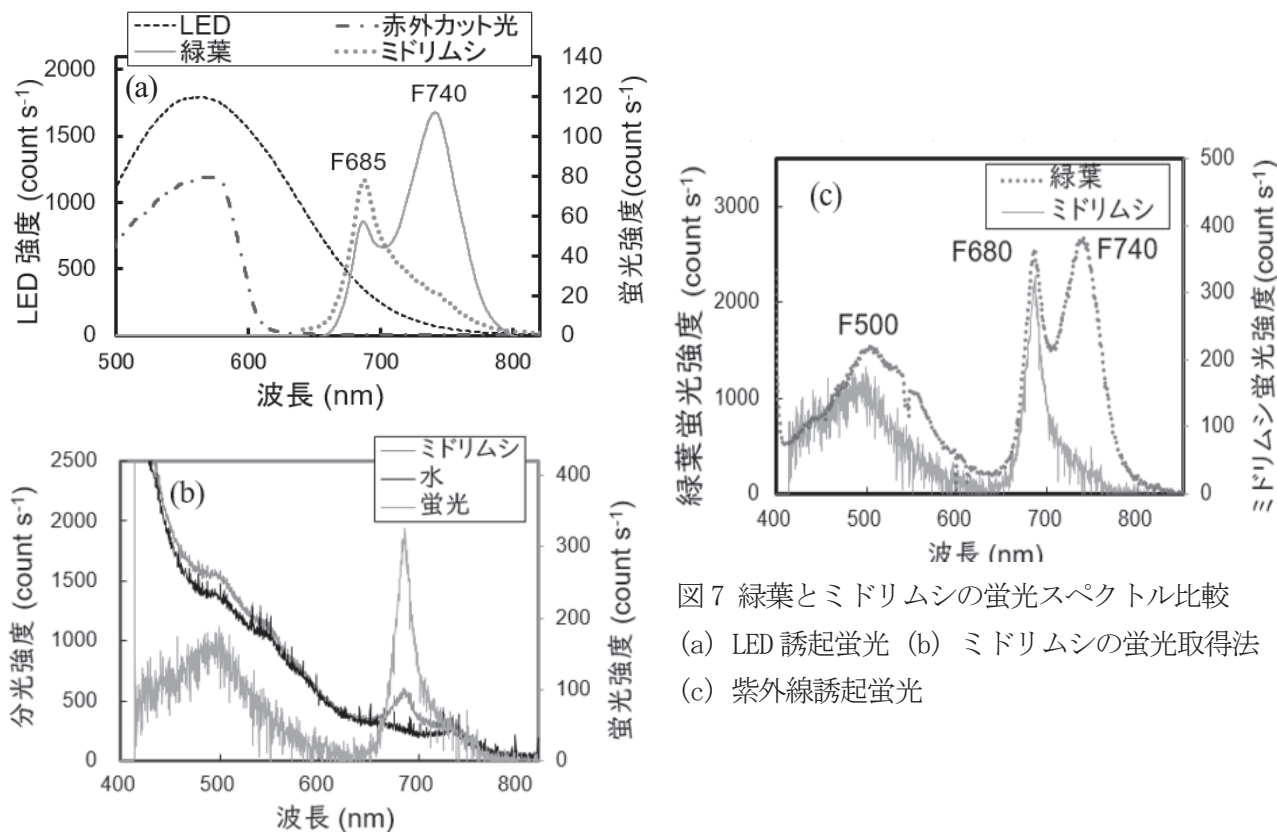 LED 赤外カット光
緑葉 ミドリムシ
(a)
F685
F740
2000
1500
1000
500
0
LED 強度 (count s-1)
140
120
100
80
60
40
20
0
蛍光強度(count s-1)
500 600 700 800
波長 (nm)
ミドリムシ
水
蛍光
(b)
2500
2000
1500
1000
500
0
分光強度 (count s-1)
400
300
200
100
0
蛍光強度 (count s-1)
400 500 600 700 800
波長 (nm)
緑葉
ミドリムシ
(c)
F500
F680
F740
3000
2000
1000
0
緑葉蛍光強度 (count s-1)
500
400
300
200
100
0
ミドリムシ蛍光強度(count s-1)
400 500 600 700 800
波長 (nm)
図7 緑葉とミドリムシの蛍光スペクトル比較
(a) LED 誘起蛍光 (b) ミドリムシの蛍光取得法
(c) 紫外線誘起蛍光